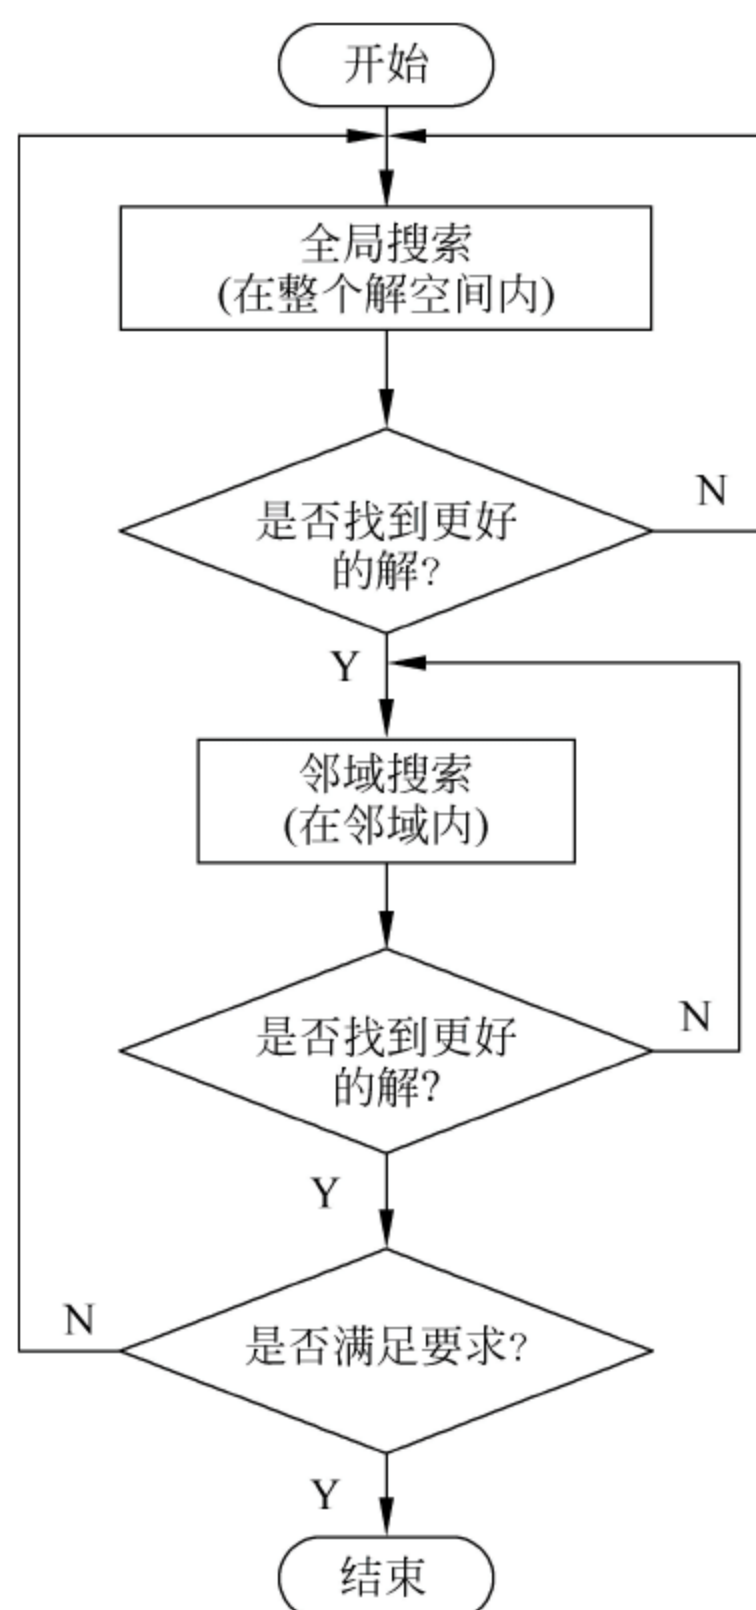 开始
全局搜索
(在整个解空间内)
是否找到更好
的解?
N
Y
邻域搜索
(在邻域内)
是否找到更好
的解?
N
Y
是否满足要求?
N
Y
结束